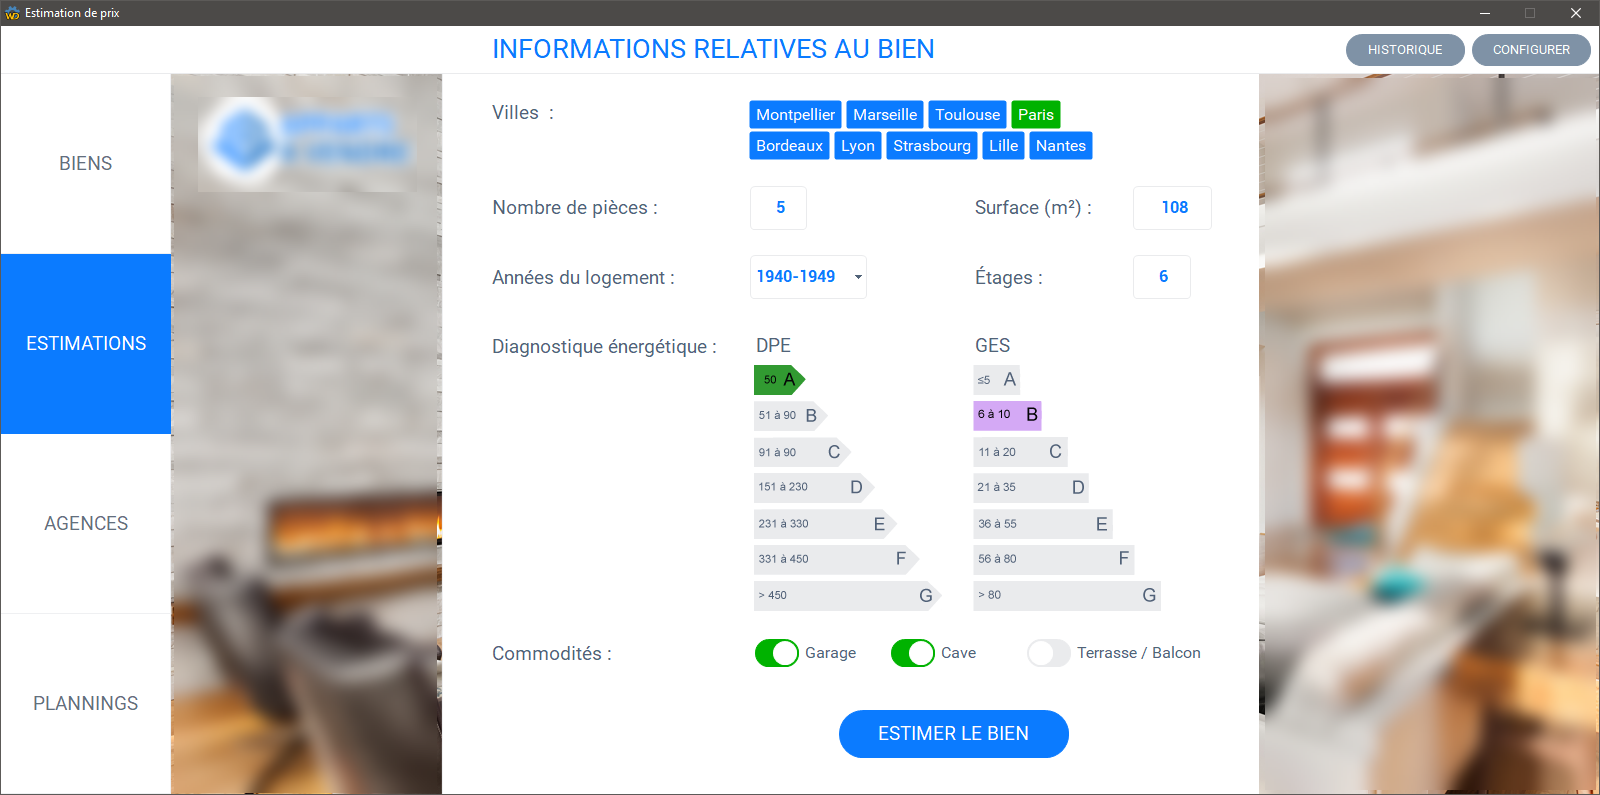 Estimation de prix
INFORMATIONS RELATIVES AU BIEN
HISTORIQUE
CONFIGURER
BIENS
ESTIMATIONS
AGENCES
PLANNINGS
Villes :
Montpellier Marseille Toulouse Paris
Bordeaux Lyon Strasbourg Lille Nantes
Nombre de pièces : 5
Surface (m²) : 108
Années du logement : 1940-1949
Étages : 6
Diagnostique énergétique :
DPE
50 A
51 à 90 B
91 à 90 C
151 à 230 D
231 à 330 E
331 à 450 F
> 450 G
GES
≤5 A
6 à 10 B
11 à 20 C
21 à 35 D
36 à 55 E
56 à 80 F
> 80 G
Commodités :
Garage Cave Terrasse / Balcon
ESTIMER LE BIEN